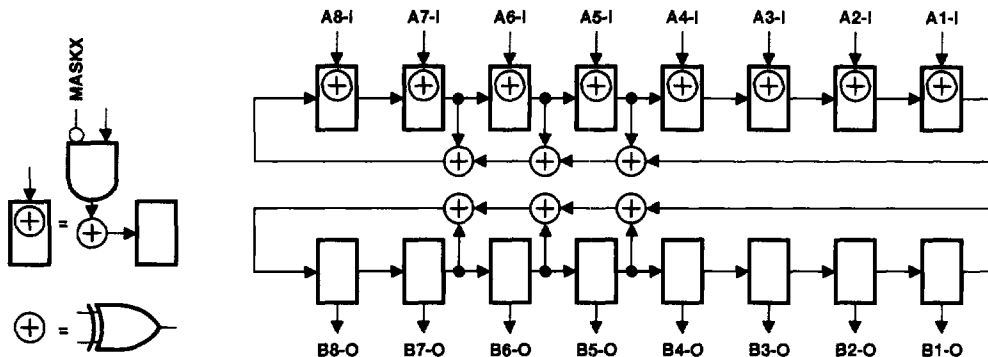 A8-I A7-I A6-I A5-I A4-I A3-I A2-I A1-I
MASKX
=
=
B8-O B7-O B6-O B5-O B4-O B3-O B2-O B1-O